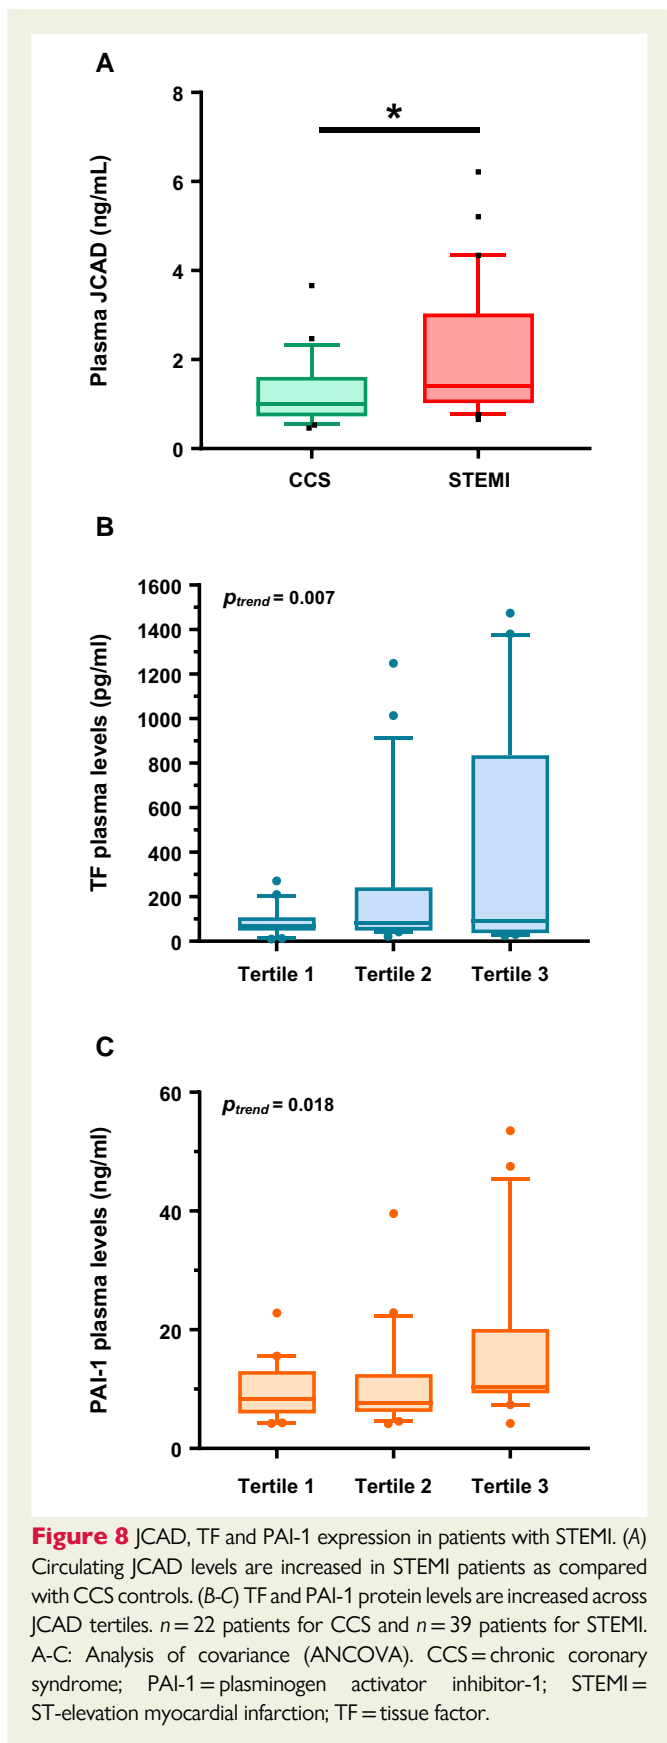 A
*
Plasma JCAD (ng/mL)
8
6
4
2
0
CCS STEMI
B
TF plasma levels (pg/ml)
p trend = 0.007
1600
1400
1200
1000
800
600
400
200
0
Tertile 1 Tertile 2 Tertile 3
C
PAI-1 plasma levels (ng/ml)
p trend = 0.018
60
40
20
0
Tertile 1 Tertile 2 Tertile 3
Figure 8 JCAD, TF and PAI-1 expression in patients with STEMI. (A)
Circulating JCAD levels are increased in STEMI patients as compared
with CCS controls. (B-C) TF and PAI-1 protein levels are increased across
JCAD tertiles. n = 22 patients for CCS and n = 39 patients for STEMI.
A-C: Analysis of covariance (ANCOVA). CCS = chronic coronary
syndrome; PAI-1 = plasminogen activator inhibitor-1; STEMI =
ST-elevation myocardial infarction; TF = tissue factor.